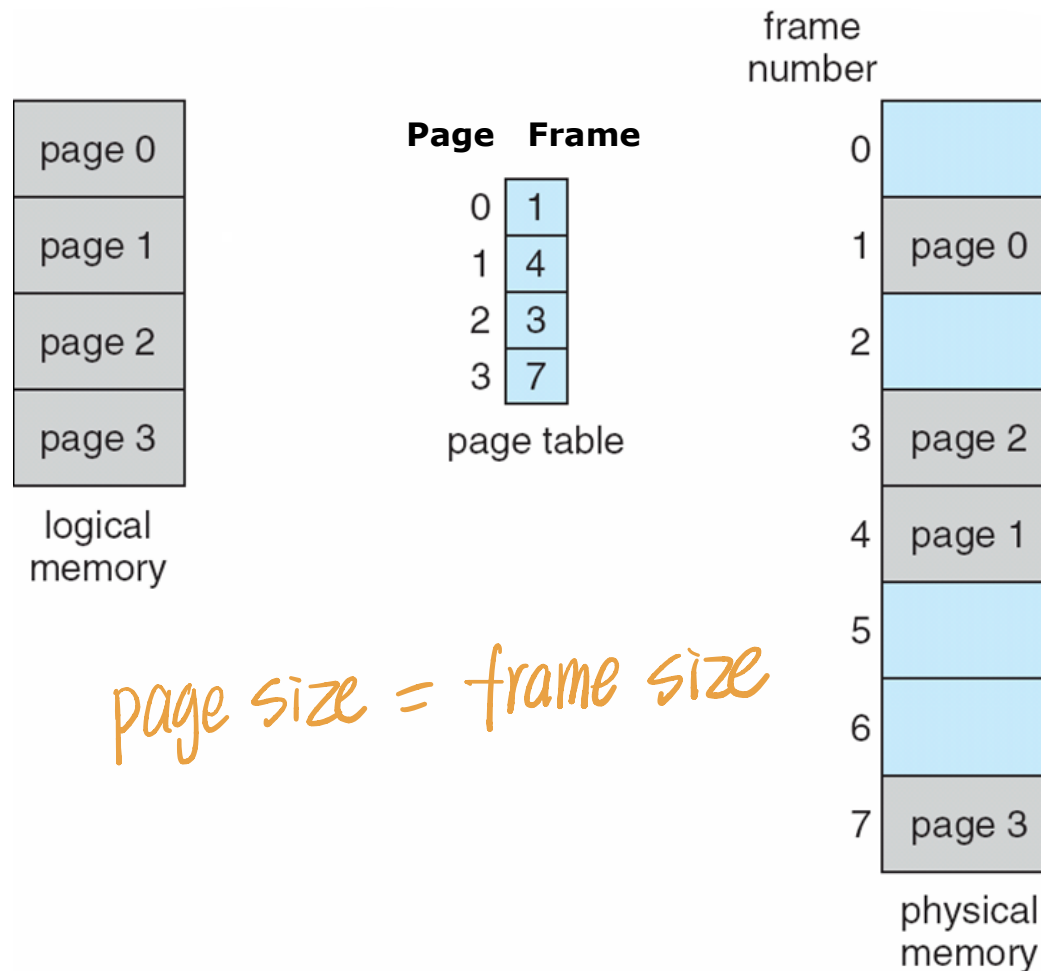 page 0
page 1
page 2
page 3
logical
memory
Page Frame
0 1
1 4
2 3
3 7
page table
page size = frame size
frame
number
0
1 page 0
2
3 page 2
4 page 1
5
6
7 page 3
physical
memory